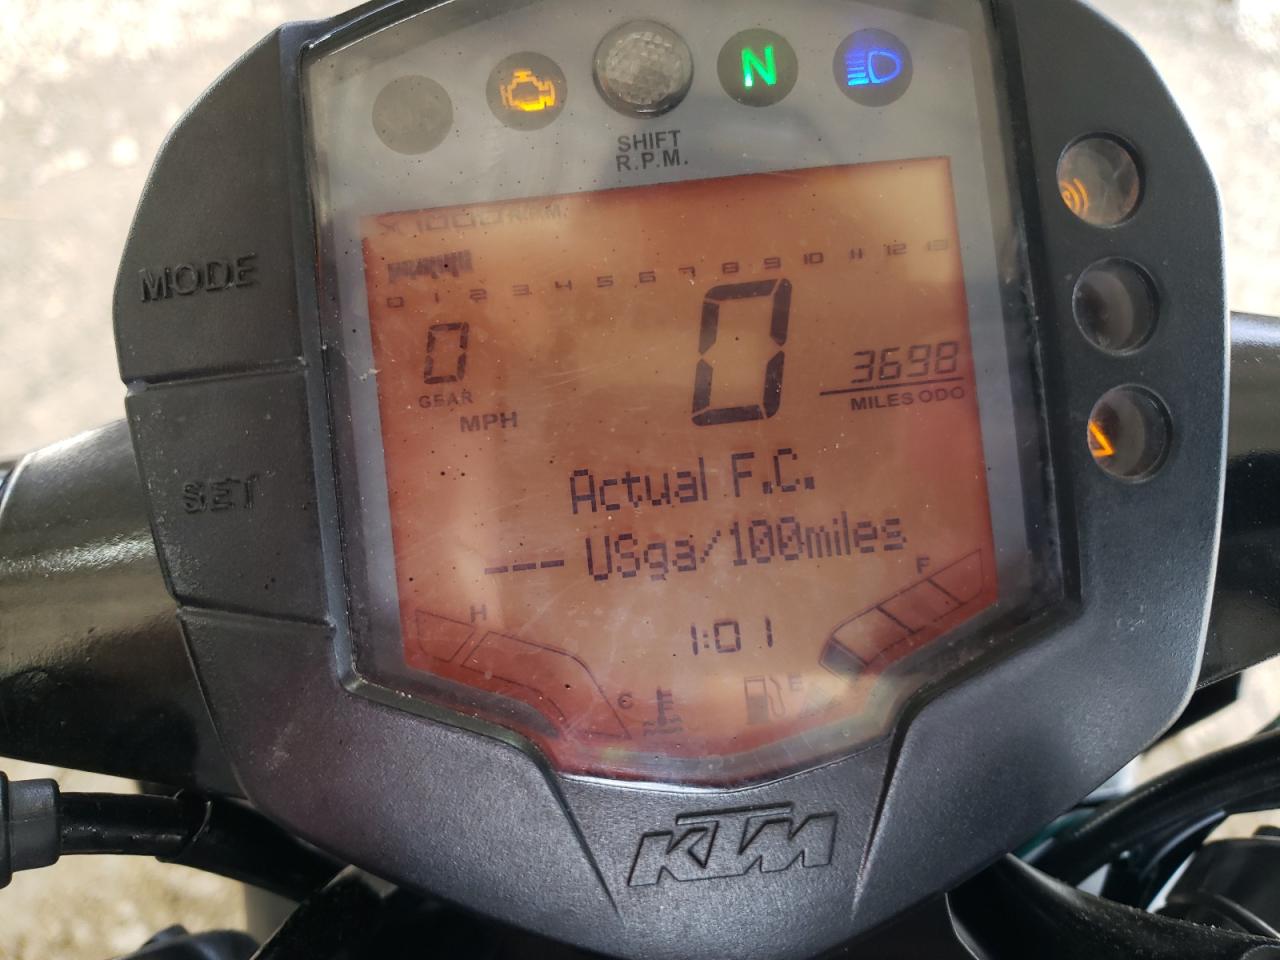 N
SHIFT
R.P.M.
X1000 R.P.M.
0 1 2 3 4 5 6 7 8 9 10 11 12 13
MODE
0
GEAR
MPH
0
3698
MILES ODO
SET
Actual F.C.
--- USga/100miles
H
F
1:01
C
E
KTM